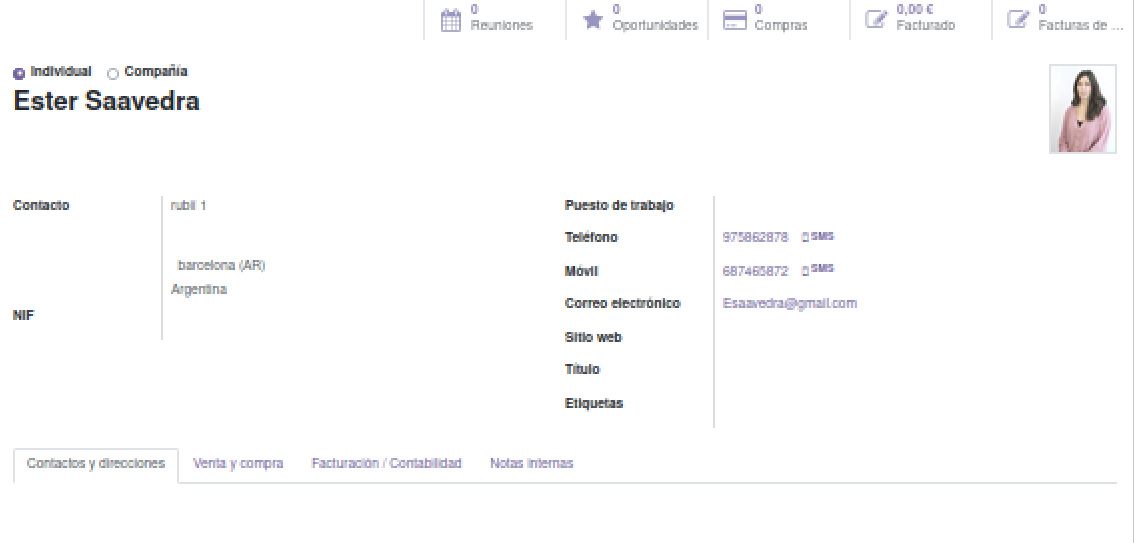 0 0 0 0,00 € 0
Reuniones Oportunidades Compras Facturado Facturas de ...
Individual Compañía
Ester Saavedra
Contacto rubií 1 Puesto de trabajo
Teléfono 975862878 SMS
barcelona (AR) Móvil 687465872 SMS
Argentina
Correo electrónico Esaavedra@gmail.com
NIF
Sitio web
Título
Etiquetas
Contactos y direcciones Venta y compra Facturación / Contabilidad Notas internas